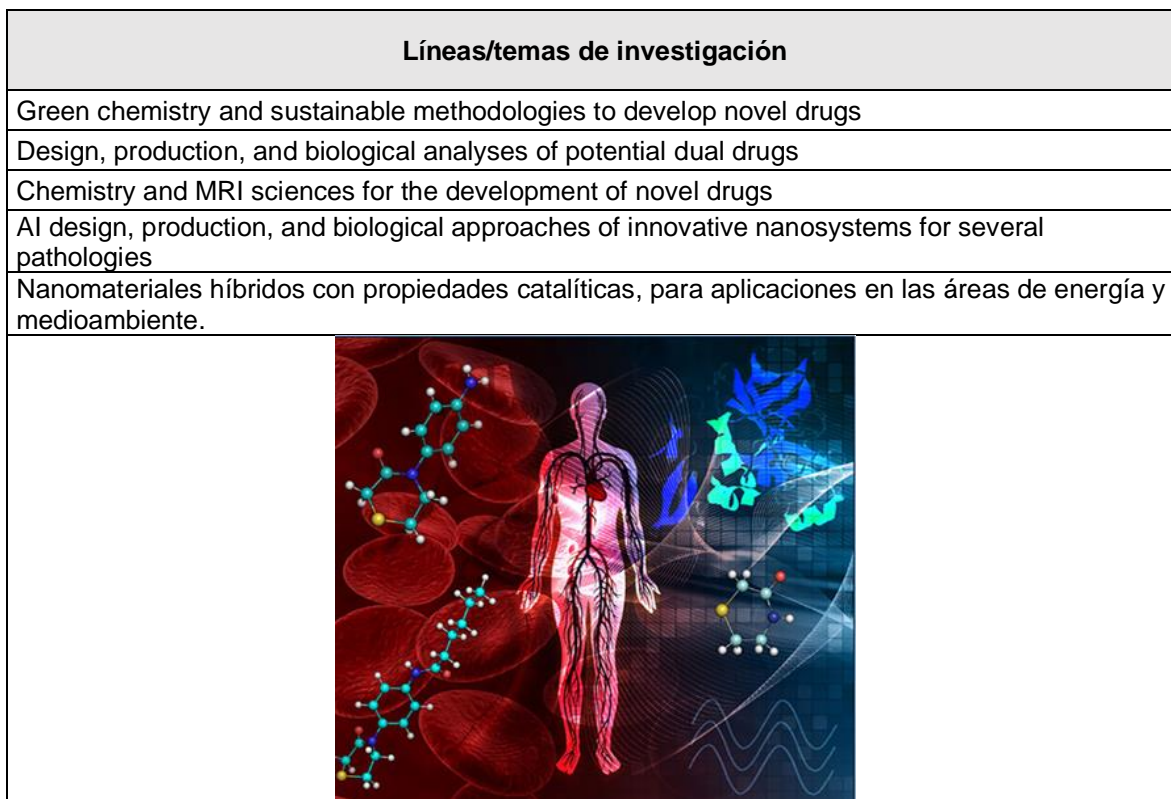 Líneas/temas de investigación
Green chemistry and sustainable methodologies to develop novel drugs
Design, production, and biological analyses of potential dual drugs
Chemistry and MRI sciences for the development of novel drugs
AI design, production, and biological approaches of innovative nanosystems for several
pathologies
Nanomateriales híbridos con propiedades catalíticas, para aplicaciones en las áreas de energía y
medioambiente.